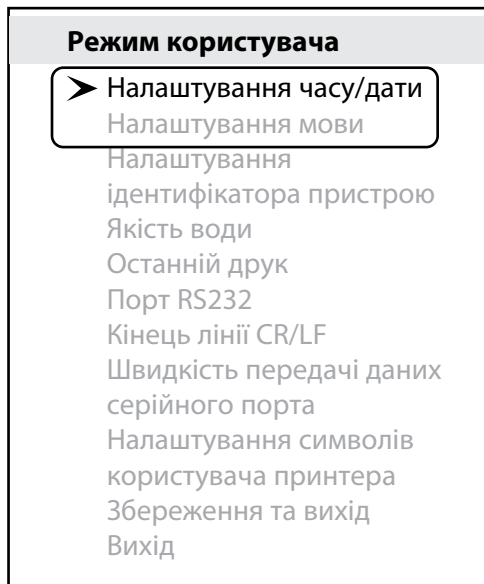 Режим користувача
➤ Налаштування часу/дати
Налаштування мови
Налаштування
ідентифікатора пристрою
Якість води
Останній друк
Порт RS232
Кінець лінії CR/LF
Швидкість передачі даних
серійного порта
Налаштування символів
користувача принтера
Збереження та вихід
Вихід